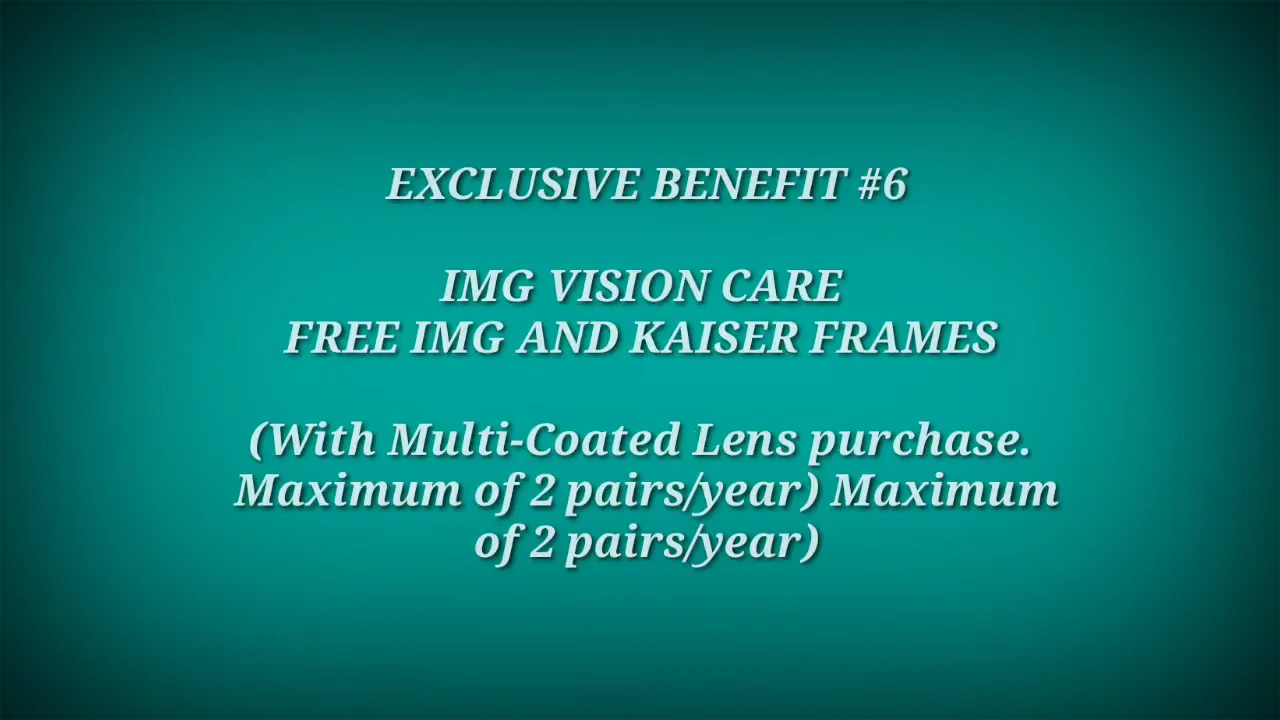 EXCLUSIVE BENEFIT #6
IMG VISION CARE
FREE IMG AND KAISER FRAMES
(With Multi-Coated Lens purchase.
Maximum of 2 pairs/year) Maximum
of 2 pairs/year)